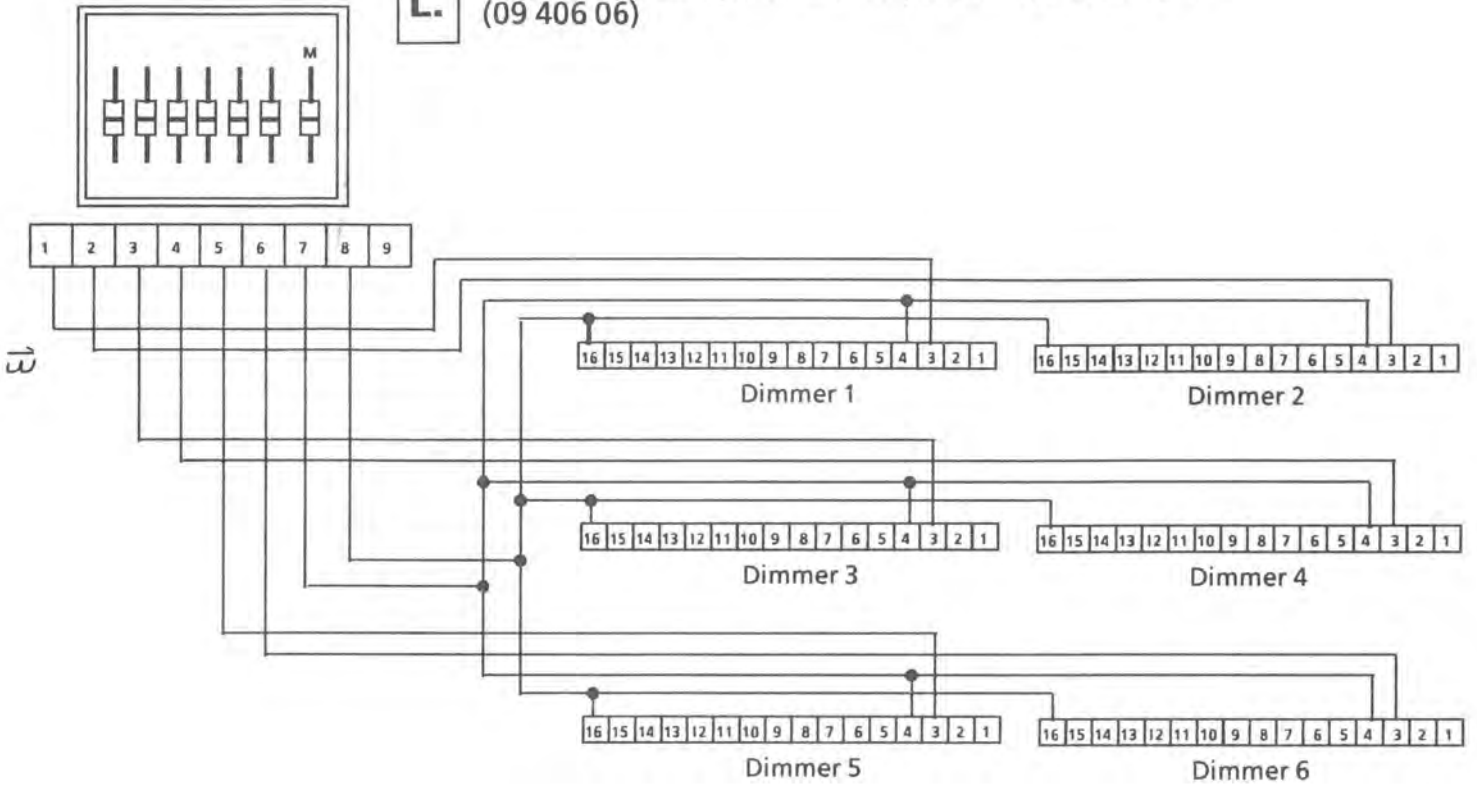 L.
(09 406 06)
M
1 2 3 4 5 6 7 8 9
13
16 15 14 13 12 11 10 9 8 7 6 5 4 3 2 1
Dimmer 1
16 15 14 13 12 11 10 9 8 7 6 5 4 3 2 1
Dimmer 2
16 15 14 13 12 11 10 9 8 7 6 5 4 3 2 1
Dimmer 3
16 15 14 13 12 11 10 9 8 7 6 5 4 3 2 1
Dimmer 4
16 15 14 13 12 11 10 9 8 7 6 5 4 3 2 1
Dimmer 5
16 15 14 13 12 11 10 9 8 7 6 5 4 3 2 1
Dimmer 6